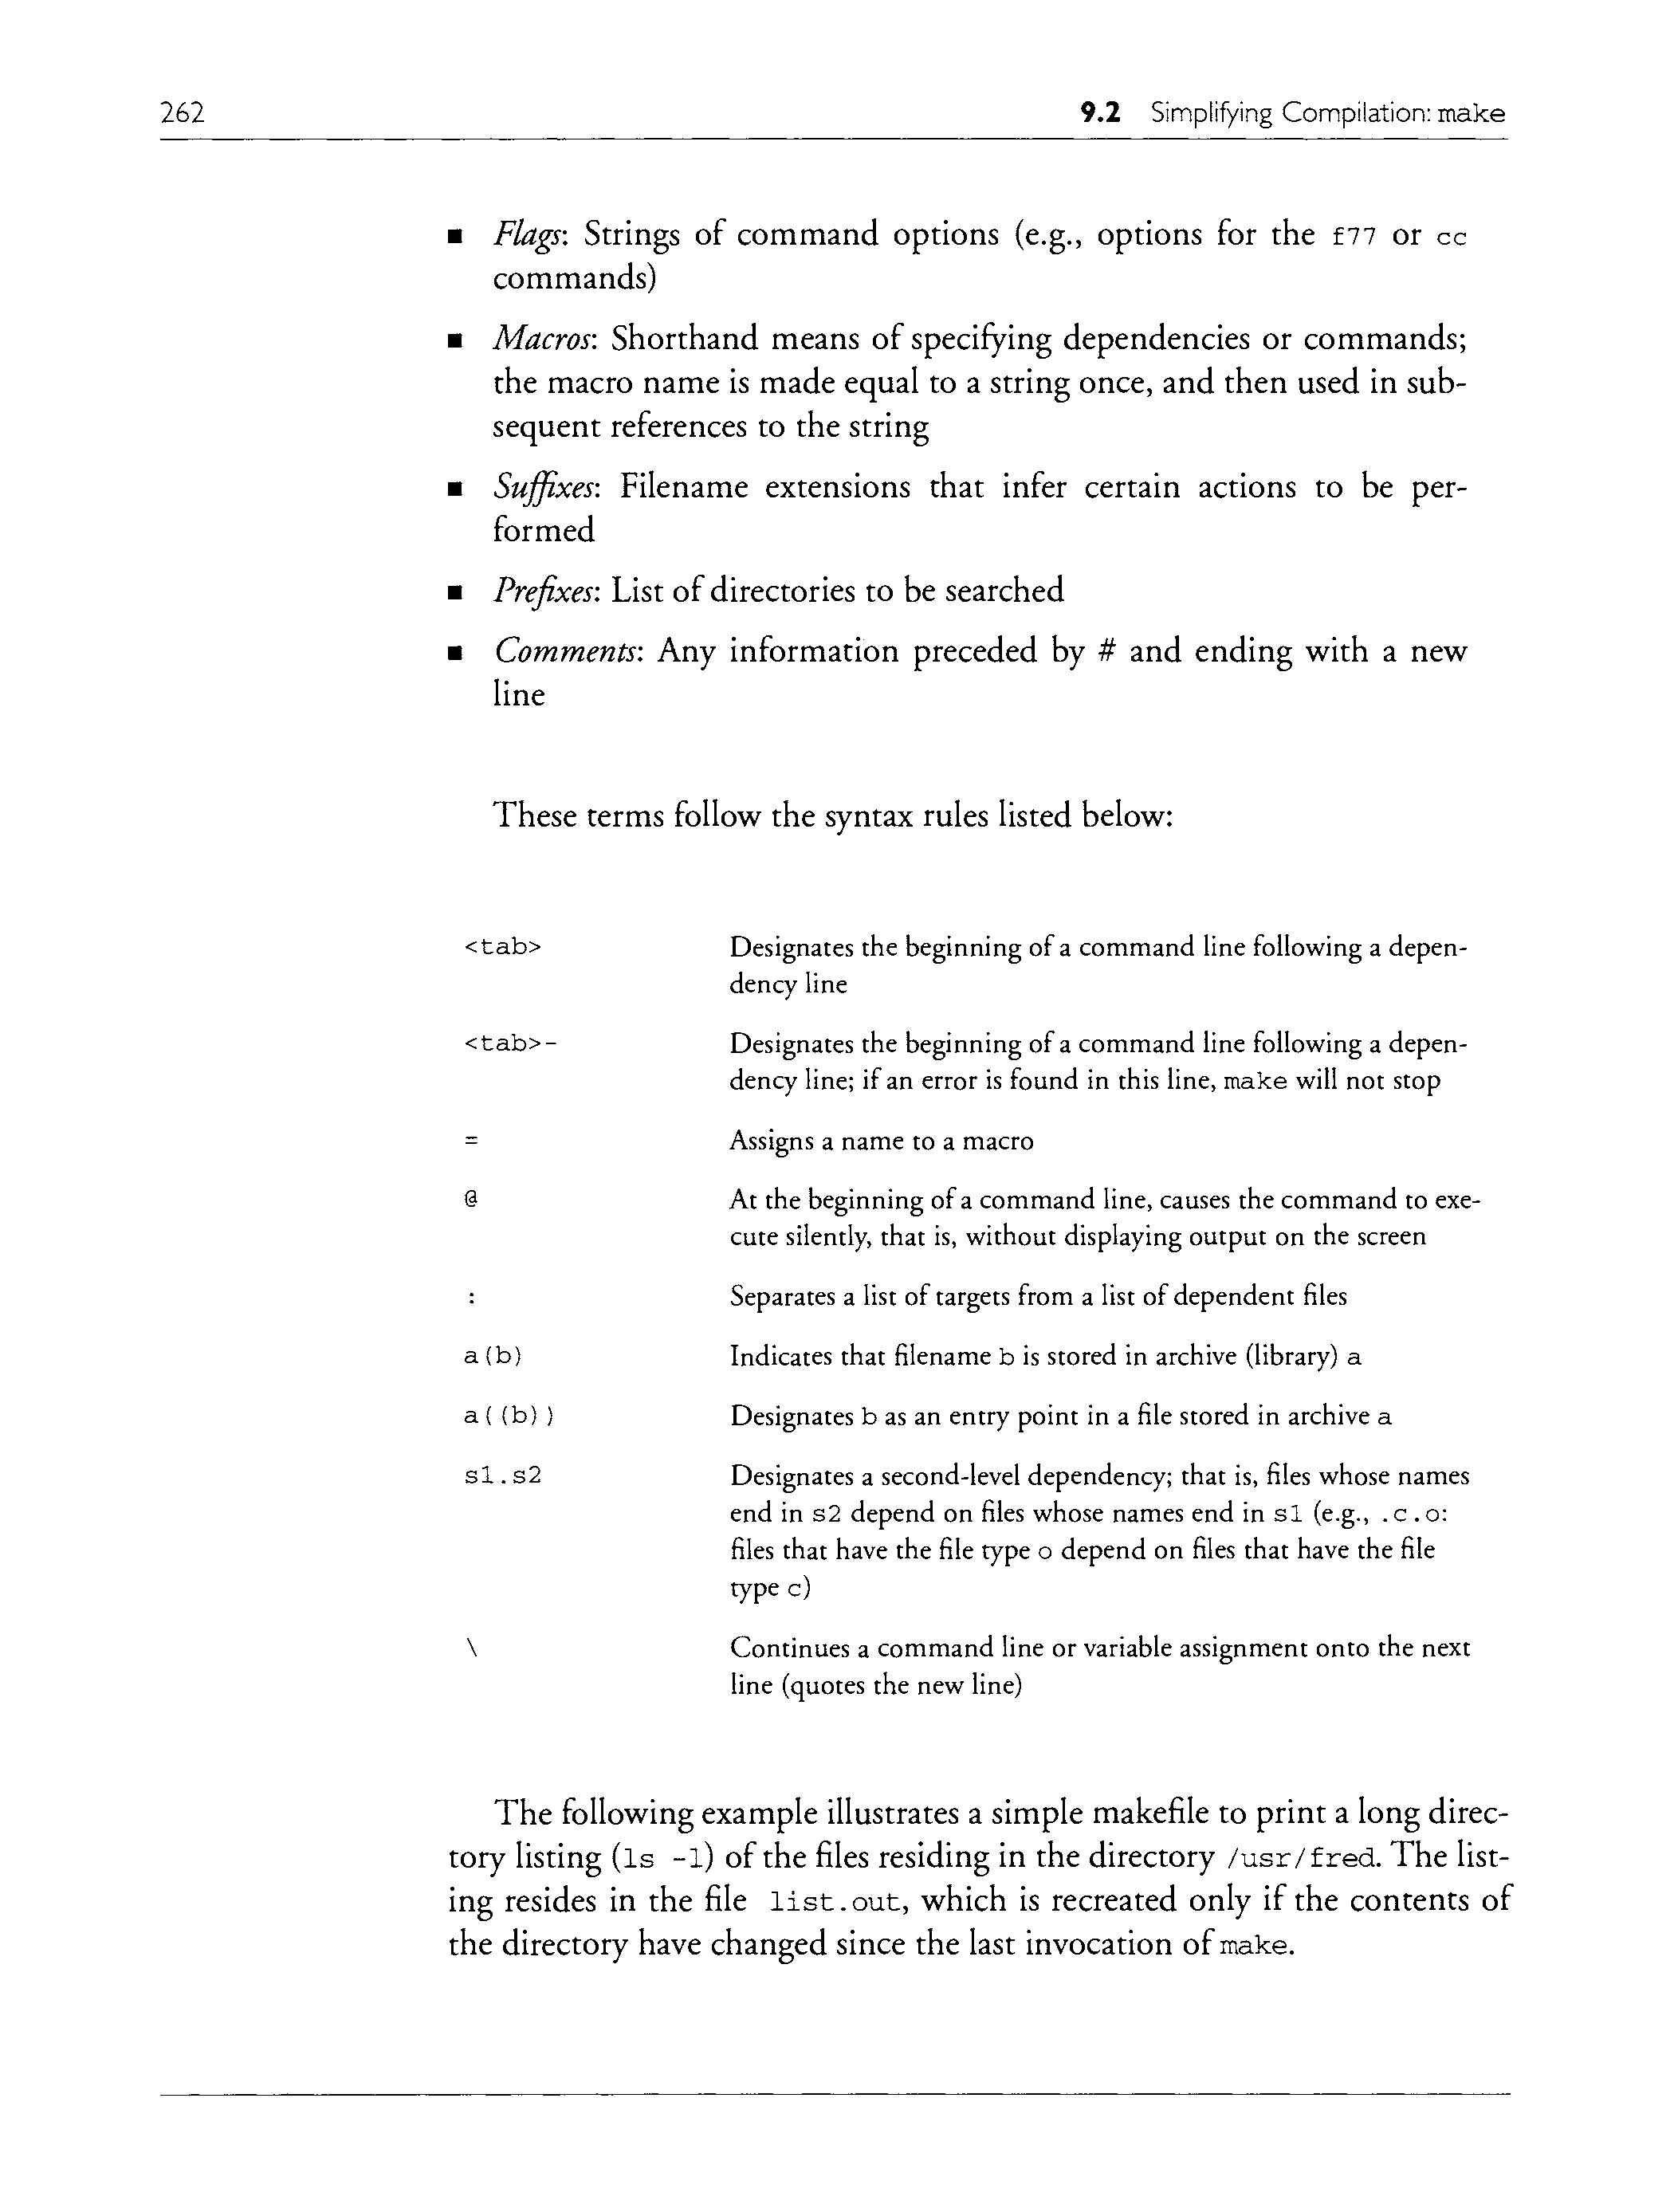 262 9.2 Simplifying Compilation: make
■ Flags: Strings of command options (e.g., options for the f77 or cc
commands)
■ Macros: Shorthand means of specifying dependencies or commands;
the macro name is made equal to a string once, and then used in sub-
sequent references to the string
■ Suffixes: Filename extensions that infer certain actions to be per-
formed
■ Prefixes: List of directories to be searched
■ Comments: Any information preceded by # and ending with a new
line
These terms follow the syntax rules listed below:
<tab> Designates the beginning of a command line following a depen-
dency line
<tab>- Designates the beginning of a command line following a depen-
dency line; if an error is found in this line, make will not stop
= Assigns a name to a macro
@ At the beginning of a command line, causes the command to exe-
cute silently, that is, without displaying output on the screen
: Separates a list of targets from a list of dependent files
a(b) Indicates that filename b is stored in archive (library) a
a((b)) Designates b as an entry point in a file stored in archive a
s1.s2 Designates a second-level dependency; that is, files whose names
end in s2 depend on files whose names end in s1 (e.g., .c.o:
files that have the file type o depend on files that have the file
type c)
\ Continues a command line or variable assignment onto the next
line (quotes the new line)
The following example illustrates a simple makefile to print a long direc-
tory listing (ls -l) of the files residing in the directory /usr/fred. The list-
ing resides in the file list.out, which is recreated only if the contents of
the directory have changed since the last invocation of make.